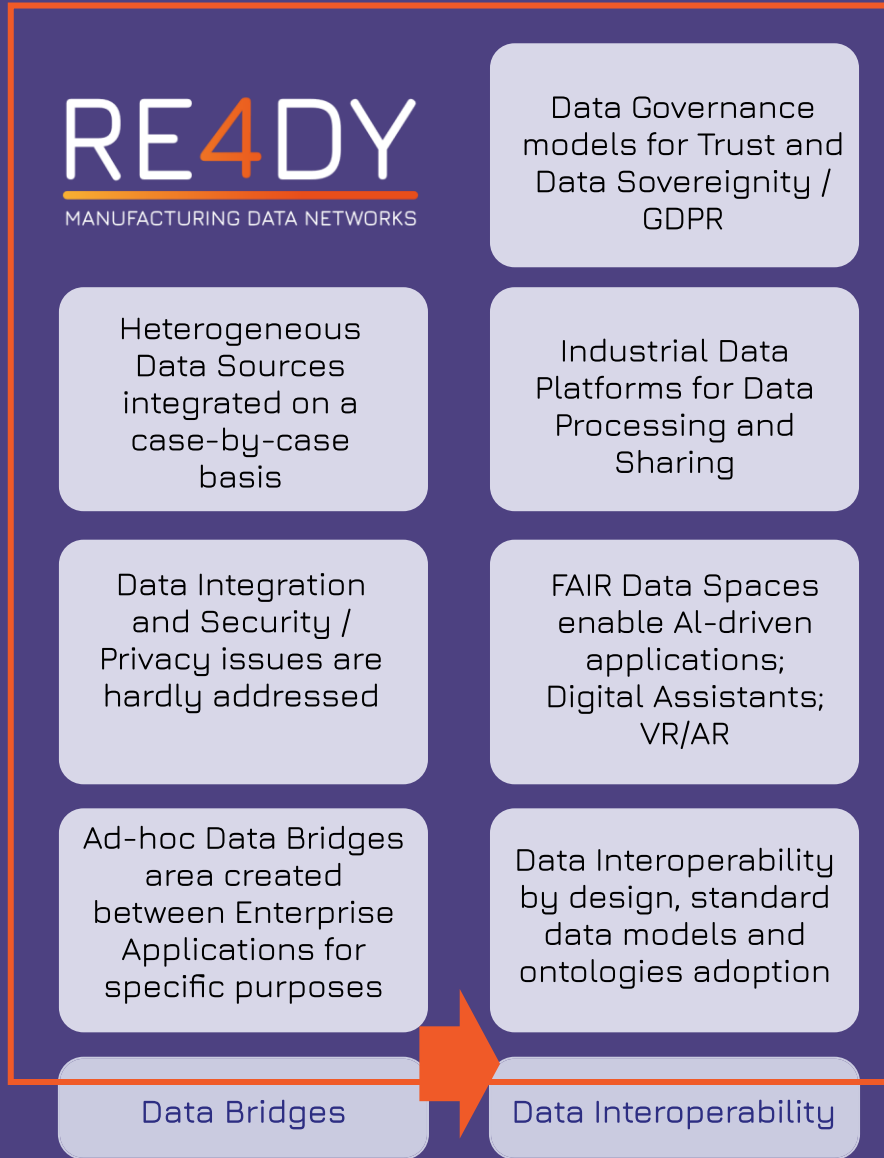 RE4DY
MANUFACTURING DATA NETWORKS
Heterogeneous
Data Sources
integrated on a
case-by-case
basis
Data Integration
and Security /
Privacy issues are
hardly addressed
Ad-hoc Data Bridges
area created
between Enterprise
Applications for
specific purposes
Data Bridges
Data Governance
models for Trust and
Data Sovereignity /
GDPR
Industrial Data
Platforms for Data
Processing and
Sharing
FAIR Data Spaces
enable Al-driven
applications;
Digital Assistants;
VR/AR
Data Interoperability
by design, standard
data models and
ontologies adoption
Data Interoperability